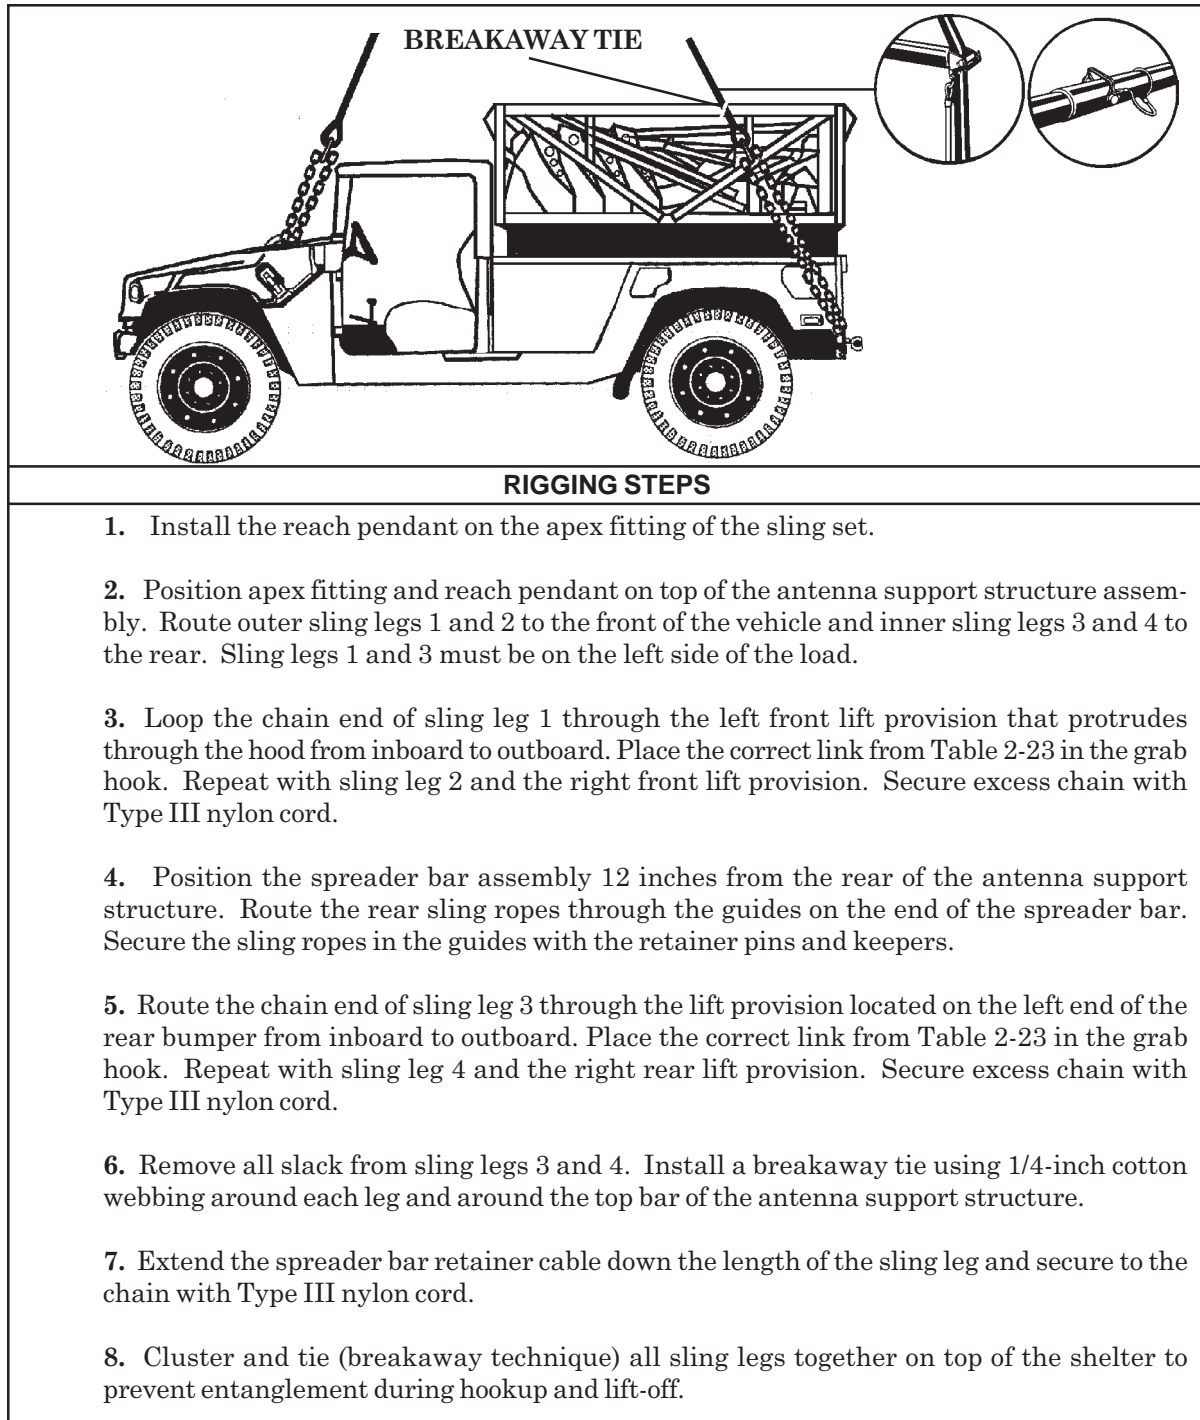 BREAKAWAY TIE
RIGGING STEPS
1. Install the reach pendant on the apex fitting of the sling set.
2. Position apex fitting and reach pendant on top of the antenna support structure assem-
bly. Route outer sling legs 1 and 2 to the front of the vehicle and inner sling legs 3 and 4 to
the rear. Sling legs 1 and 3 must be on the left side of the load.
3. Loop the chain end of sling leg 1 through the left front lift provision that protrudes
through the hood from inboard to outboard. Place the correct link from Table 2-23 in the grab
hook. Repeat with sling leg 2 and the right front lift provision. Secure excess chain with
Type III nylon cord.
4. Position the spreader bar assembly 12 inches from the rear of the antenna support
structure. Route the rear sling ropes through the guides on the end of the spreader bar.
Secure the sling ropes in the guides with the retainer pins and keepers.
5. Route the chain end of sling leg 3 through the lift provision located on the left end of the
rear bumper from inboard to outboard. Place the correct link from Table 2-23 in the grab
hook. Repeat with sling leg 4 and the right rear lift provision. Secure excess chain with
Type III nylon cord.
6. Remove all slack from sling legs 3 and 4. Install a breakaway tie using 1/4-inch cotton
webbing around each leg and around the top bar of the antenna support structure.
7. Extend the spreader bar retainer cable down the length of the sling leg and secure to the
chain with Type III nylon cord.
8. Cluster and tie (breakaway technique) all sling legs together on top of the shelter to
prevent entanglement during hookup and lift-off.